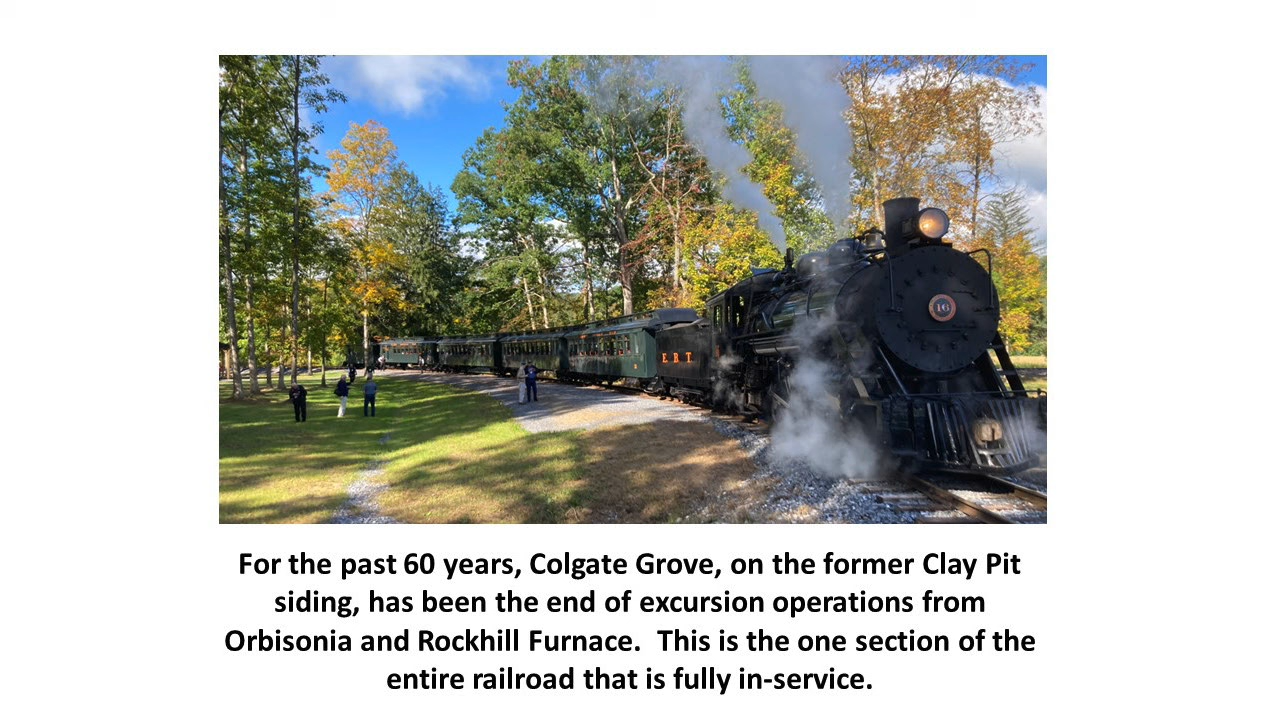 16
E. B. T.
For the past 60 years, Colgate Grove, on the former Clay Pit
siding, has been the end of excursion operations from
Orbisonia and Rockhill Furnace.  This is the one section of the
entire railroad that is fully in-service.